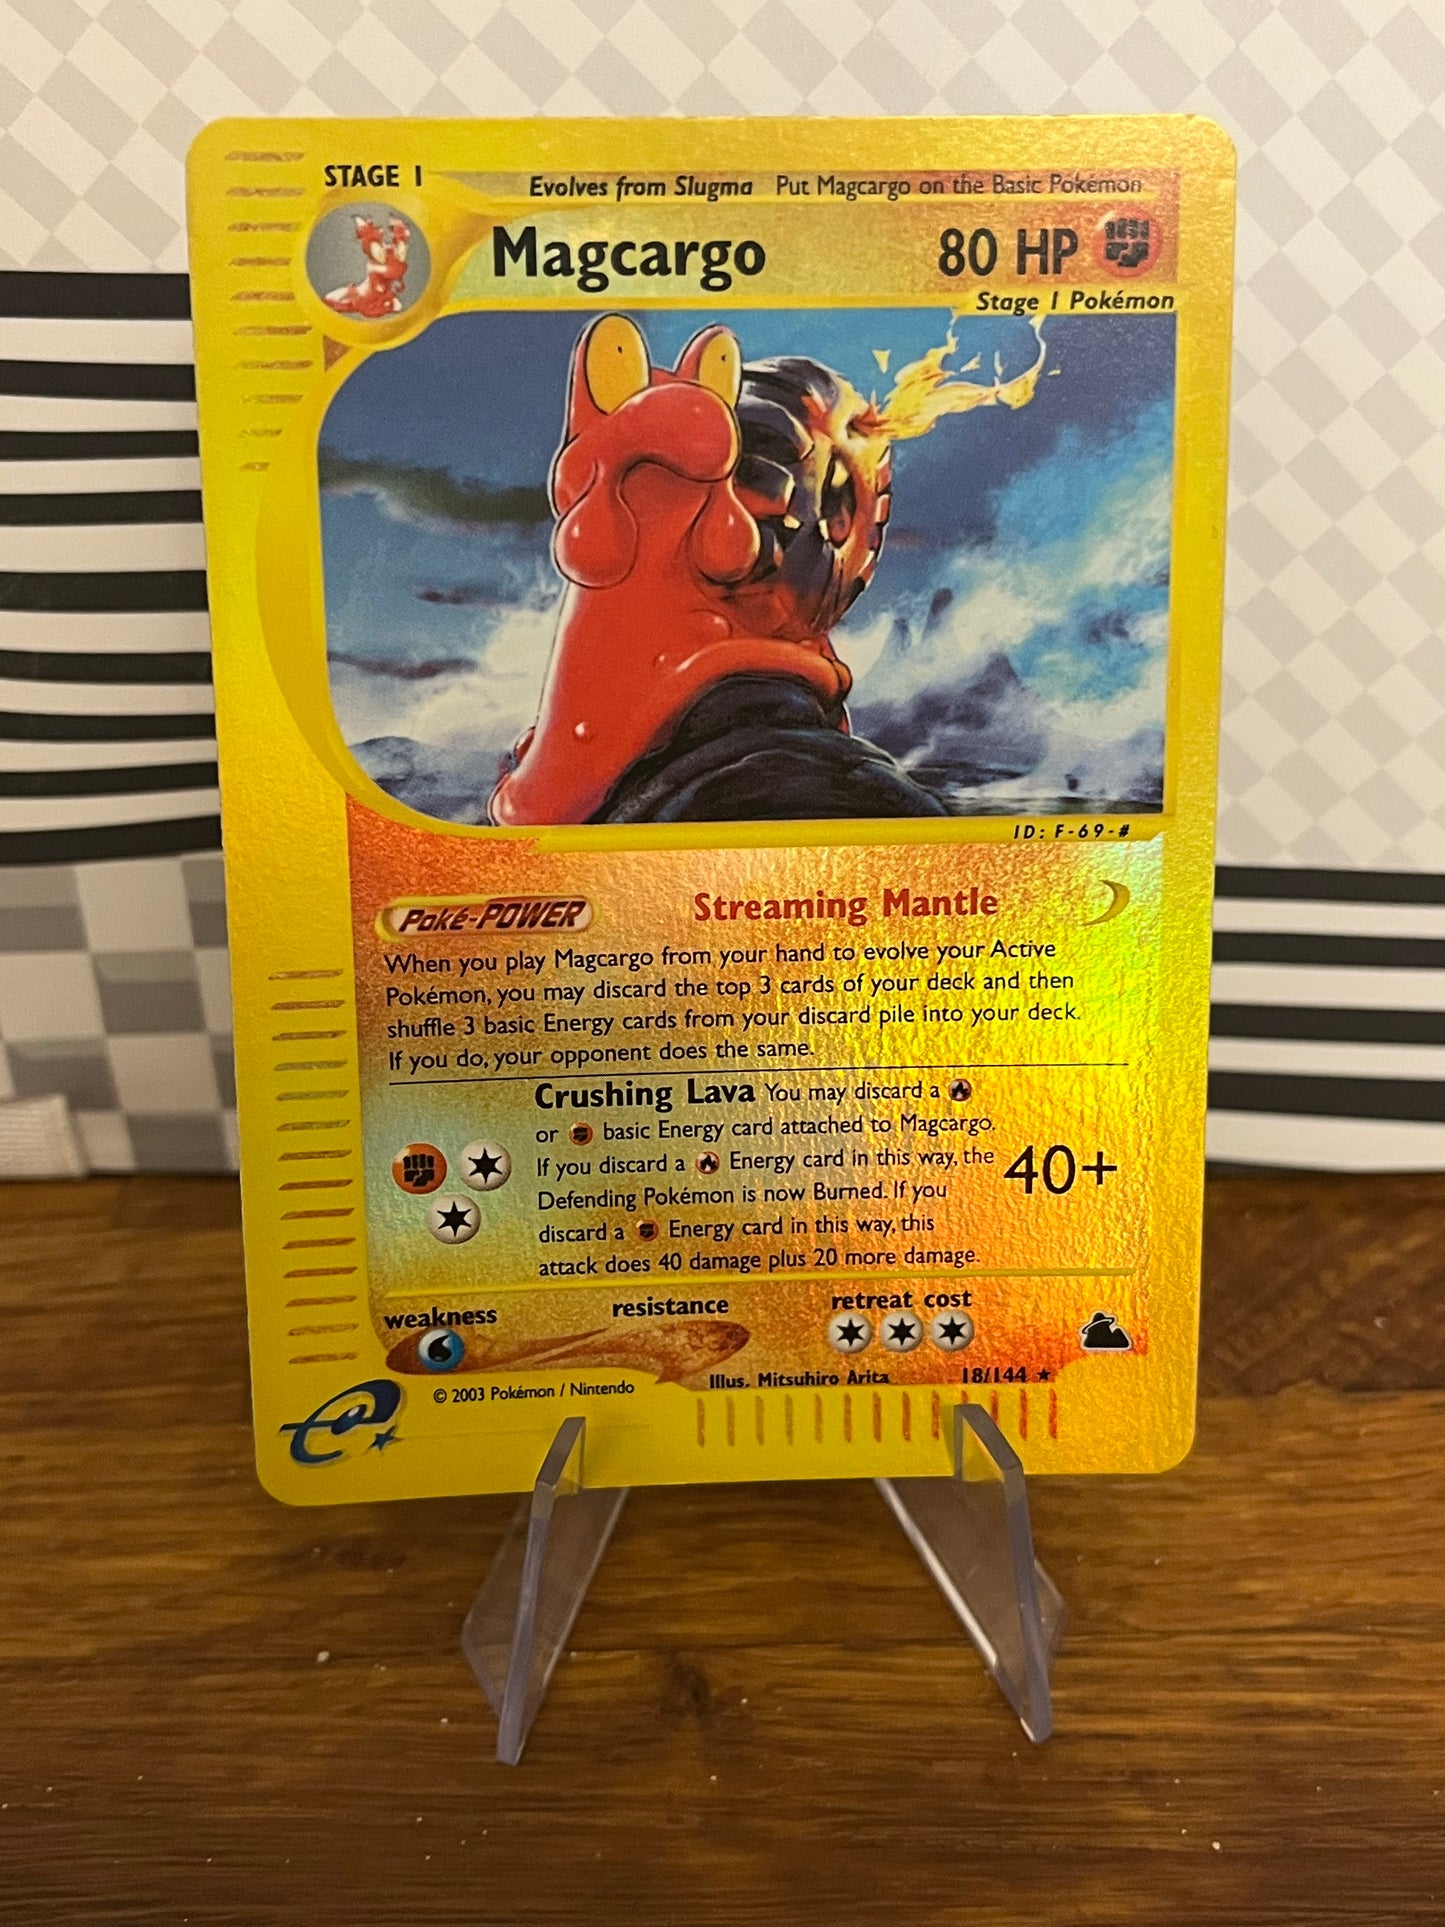 STAGE 1
Evolves from Slugma Put Magcargo on the Basic Pokémon
Magcargo 80 HP
Stage 1 Pokémon
ID: F-69-#
Poké-POWER Streaming Mantle
When you play Magcargo from your hand to evolve your Active
Pokémon, you may discard the top 3 cards of your deck and then
shuffle 3 basic Energy cards from your discard pile into your deck.
If you do, your opponent does the same.
Crushing Lava You may discard a
or basic Energy card attached to Magcargo.
If you discard a Energy card in this way, the
Defending Pokémon is now Burned. If you
discard a Energy card in this way, this
attack does 40 damage plus 20 more damage.
40+
weakness resistance retreat cost
Illus. Mitsuhiro Arita 18/144 ★
© 2003 Pokémon / Nintendo
e